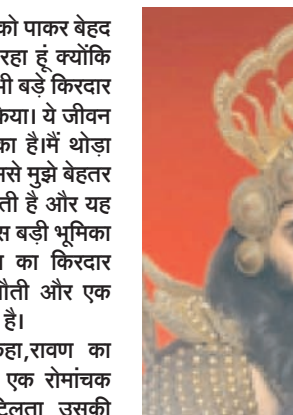 को पाकर बेहद
रहा हूं क्योंकि
बड़े किरदार
ये जीवन
का है।मैं थोड़ा
मुझे बेहतर
है और यह
बड़ी भूमिका
का किरदार
और एक
है।
रावण का
एक रोमांचक
उसकी